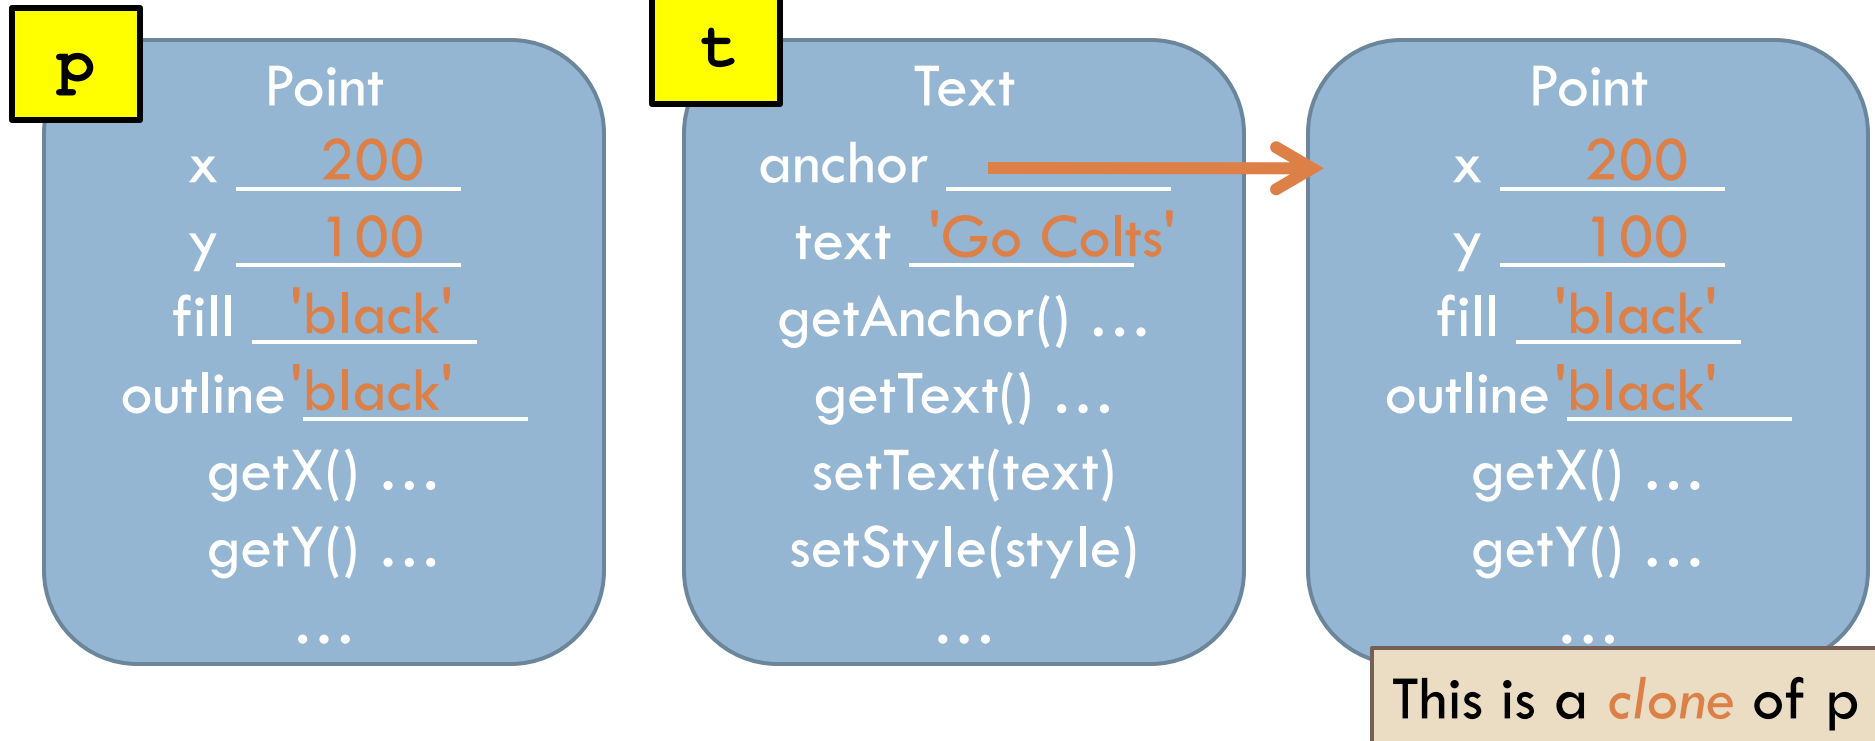 p
Point
x 200
y 100
fill 'black'
outline 'black'
getX() ...
getY() ...
...
t
Text
anchor
text 'Go Colts'
getAnchor() ...
getText() ...
setText(text)
setStyle(style)
...
Point
x 200
y 100
fill 'black'
outline 'black'
getX() ...
getY() ...
...
This is a clone of p